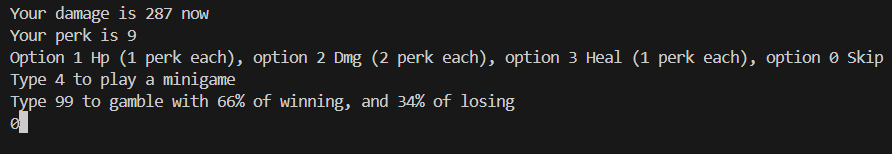 Your damage is 287 now
Your perk is 9
Option 1 Hp (1 perk each), option 2 Dmg (2 perk each), option 3 Heal (1 perk each), option 0 Skip
Type 4 to play a minigame
Type 99 to gamble with 66% of winning, and 34% of losing
0